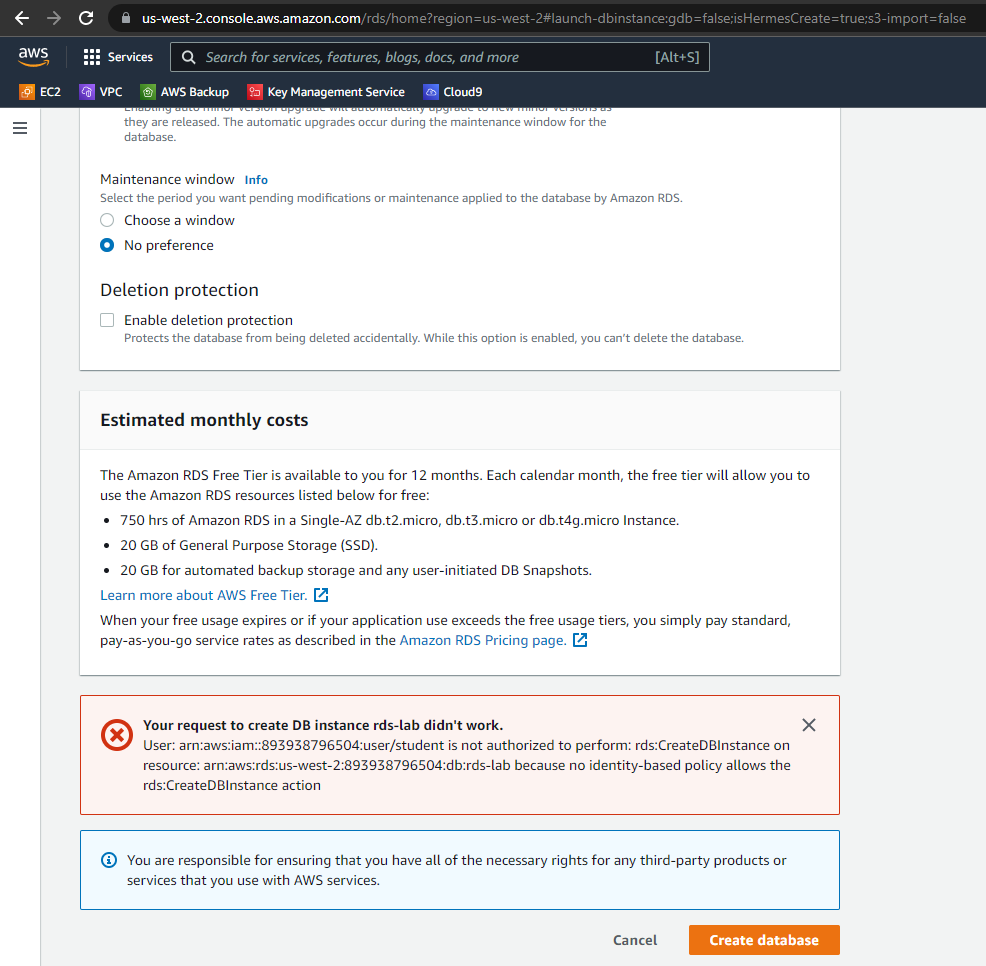 us-west-2.console.aws.amazon.com/rds/home?region=us-west-2#launch-dbinstance:gdb=false;isHermesCreate=true;s3-import=false
aws Services Search for services, features, blogs, docs, and more [Alt+S]
EC2 VPC AWS Backup Key Management Service Cloud9
Enabling auto minor version upgrade will automatically upgrade to new minor versions as
they are released. The automatic upgrades occur during the maintenance window for the
database.
Maintenance window Info
Select the period you want pending modifications or maintenance applied to the database by Amazon RDS.
Choose a window
No preference
Deletion protection
Enable deletion protection
Protects the database from being deleted accidentally. While this option is enabled, you can't delete the database.
Estimated monthly costs
The Amazon RDS Free Tier is available to you for 12 months. Each calendar month, the free tier will allow you to
use the Amazon RDS resources listed below for free:
• 750 hrs of Amazon RDS in a Single-AZ db.t2.micro, db.t3.micro or db.t4g.micro Instance.
• 20 GB of General Purpose Storage (SSD).
• 20 GB for automated backup storage and any user-initiated DB Snapshots.
Learn more about AWS Free Tier.
When your free usage expires or if your application use exceeds the free usage tiers, you simply pay standard,
pay-as-you-go service rates as described in the Amazon RDS Pricing page.
Your request to create DB instance rds-lab didn't work.
User: arn:aws:iam::893938796504:user/student is not authorized to perform: rds:CreateDBInstance on
resource: arn:aws:rds:us-west-2:893938796504:db:rds-lab because no identity-based policy allows the
rds:CreateDBInstance action
You are responsible for ensuring that you have all of the necessary rights for any third-party products or
services that you use with AWS services.
Cancel Create database